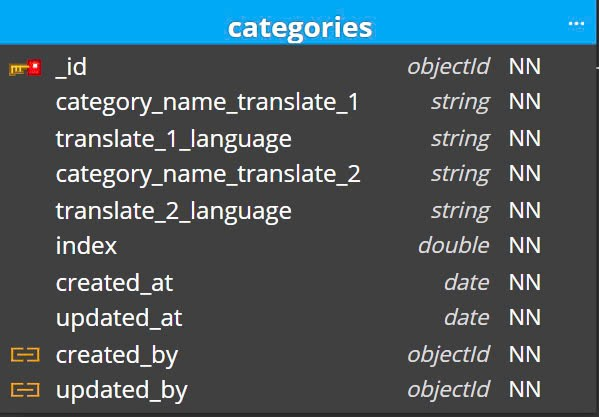 categories ...
_id objectId NN
category_name_translate_1 string NN
translate_1_language string NN
category_name_translate_2 string NN
translate_2_language string NN
index double NN
created_at date NN
updated_at date NN
created_by objectId NN
updated_by objectId NN